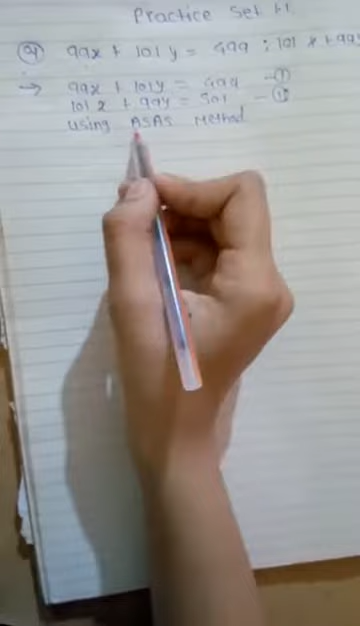 Practice Set 1.1
④ 99x + 101y = 499 ; 101x + 99y
→ 99x + 101y = 499 —①
101x + 99y = 501 —②
using ASAS Method